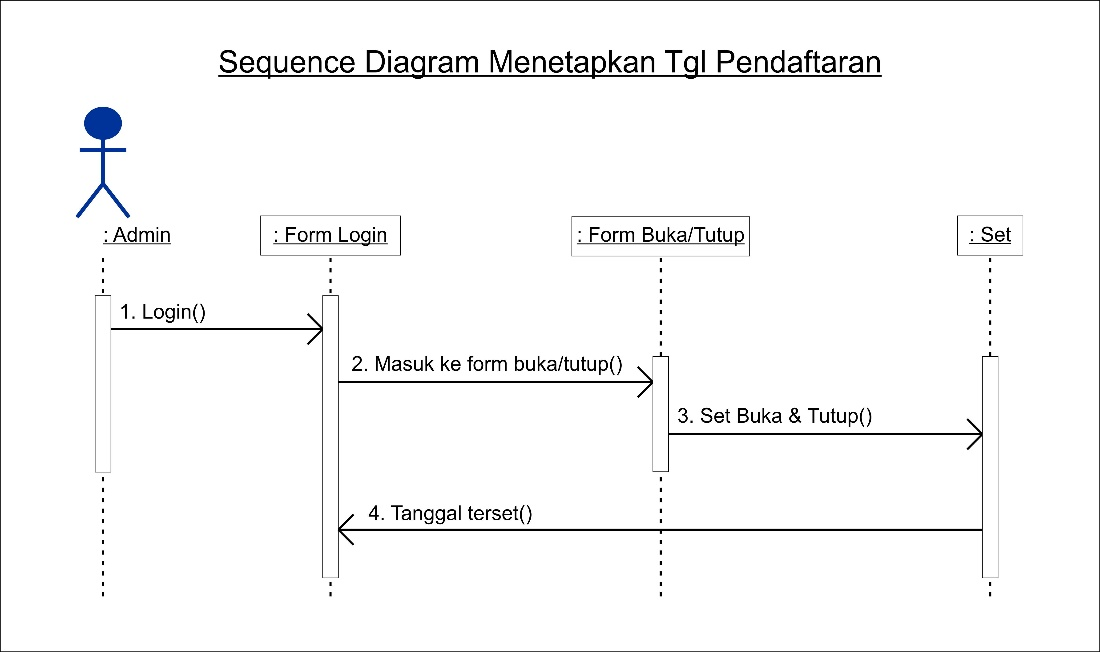 Sequence Diagram Menetapkan Tgl Pendaftaran
: Admin
: Form Login
: Form Buka/Tutup
: Set
1. Login()
2. Masuk ke form buka/tutup()
3. Set Buka & Tutup()
4. Tanggal terset()